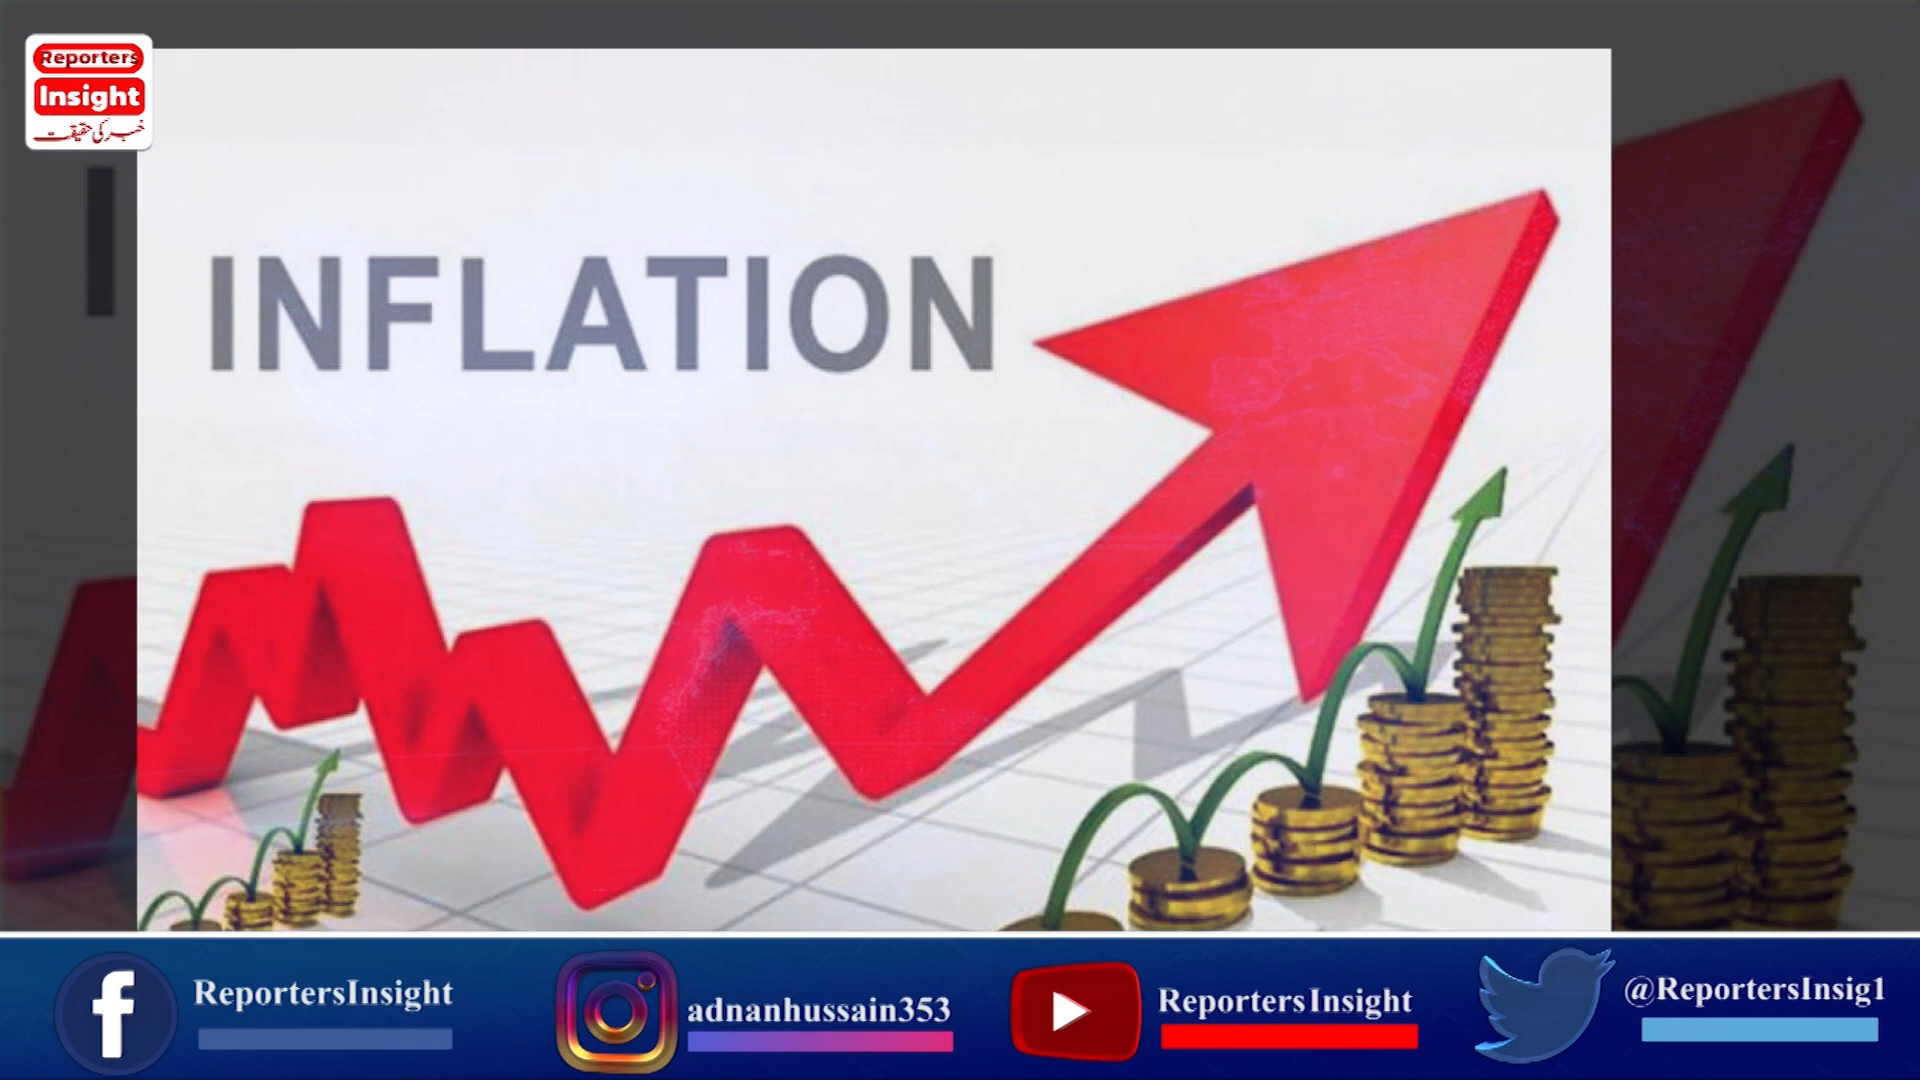 Reporters
Insight
خبر کی حقیقت
INFLATION
ReportersInsight
adnanhussain353
ReportersInsight
@ReportersInsig1